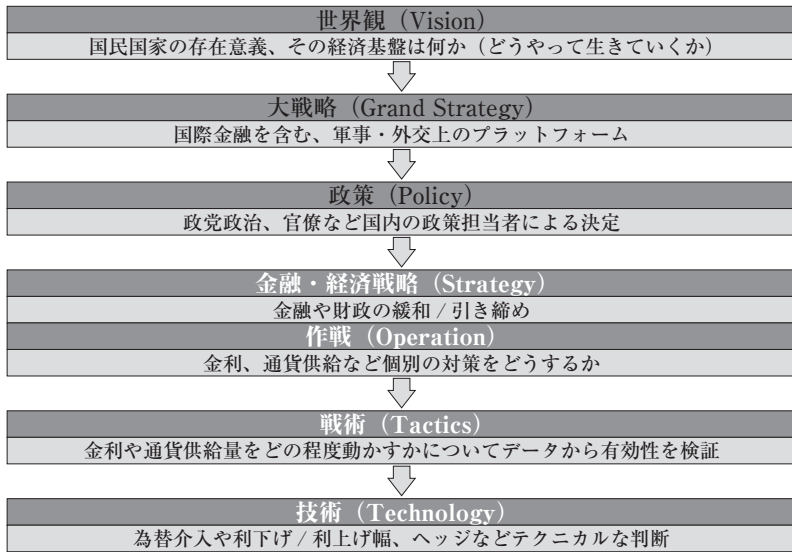 世界観（Vision）
国民国家の存在意義、その経済基盤は何か（どうやって生きていくか）
大戦略（Grand Strategy）
国際金融を含む、軍事・外交上のプラットフォーム
政策（Policy）
政党政治、官僚など国内の政策担当者による決定
金融・経済戦略（Strategy）
金融や財政の緩和 / 引き締め
作戦（Operation）
金利、通貨供給など個別の対策をどうするか
戦術（Tactics）
金利や通貨供給量をどの程度動かすかについてデータから有効性を検証
技術（Technology）
為替介入や利下げ / 利上げ幅、ヘッジなどテクニカルな判断